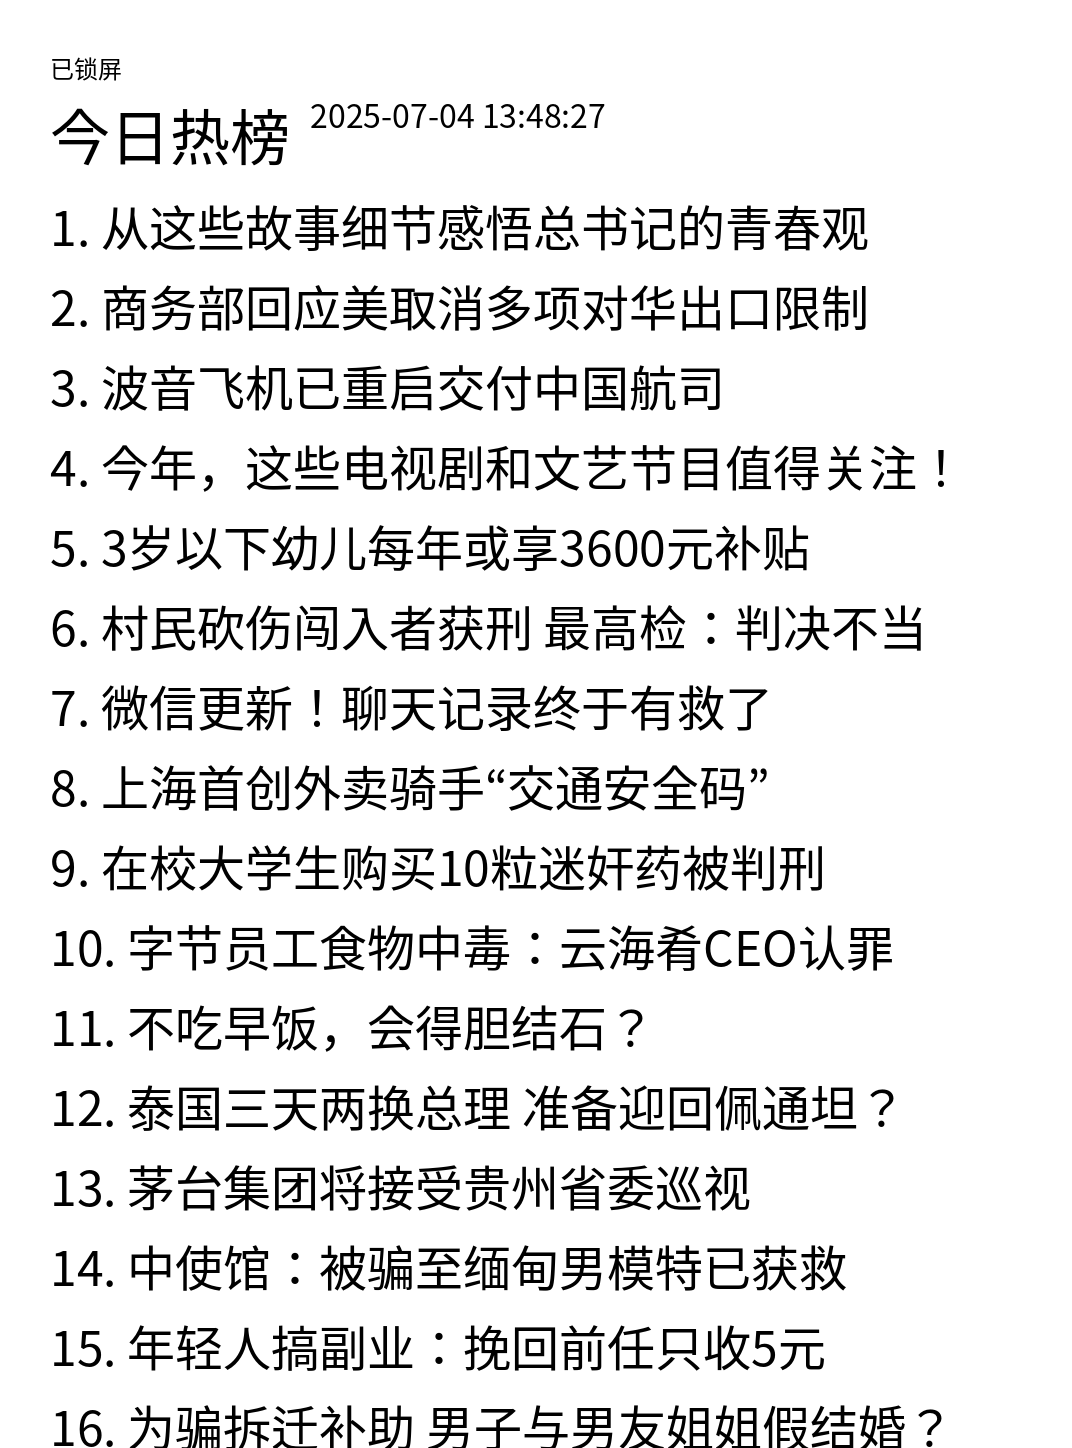 已锁屏
今日热榜 2025-07-04 13:48:27
1. 从这些故事细节感悟总书记的青春观
2. 商务部回应美取消多项对华出口限制
3. 波音飞机已重启交付中国航司
4. 今年，这些电视剧和文艺节目值得关注！
5. 3岁以下幼儿每年或享3600元补贴
6. 村民砍伤闯入者获刑 最高检：判决不当
7. 微信更新！聊天记录终于有救了
8. 上海首创外卖骑手“交通安全码”
9. 在校大学生购买10粒迷奸药被判刑
10. 字节员工食物中毒：云海肴CEO认罪
11. 不吃早饭，会得胆结石？
12. 泰国三天两换总理 准备迎回佩通坦？
13. 茅台集团将接受贵州省委巡视
14. 中使馆：被骗至缅甸男模特已获救
15. 年轻人搞副业：挽回前任只收5元
16. 为骗拆迁补助 男子与男友姐姐假结婚？